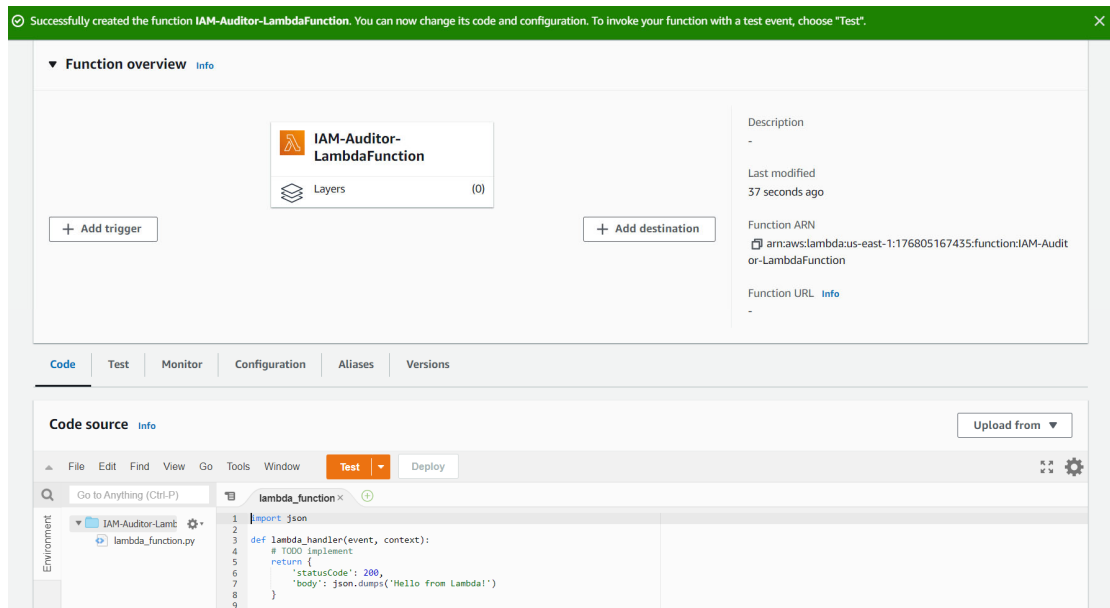 Successfully created the function IAM-Auditor-LambdaFunction. You can now change its code and configuration. To invoke your function with a test event, choose "Test".
Function overview Info
IAM-Auditor-
LambdaFunction
Layers (0)
+ Add trigger
+ Add destination
Description
-
Last modified
37 seconds ago
Function ARN
arn:aws:lambda:us-east-1:176805167435:function:IAM-Audit
or-LambdaFunction
Function URL Info
-
Code Test Monitor Configuration Aliases Versions
Code source Info
Upload from
File Edit Find View Go Tools Window Test Deploy
Go to Anything (Ctrl-P)
lambda_function
Environment
IAM-Auditor-Lamb
lambda_function.py
1 import json
2
3 def lambda_handler(event, context):
4 # TODO implement
5 return {
6 'statusCode': 200,
7 'body': json.dumps('Hello from Lambda!')
8 }
9